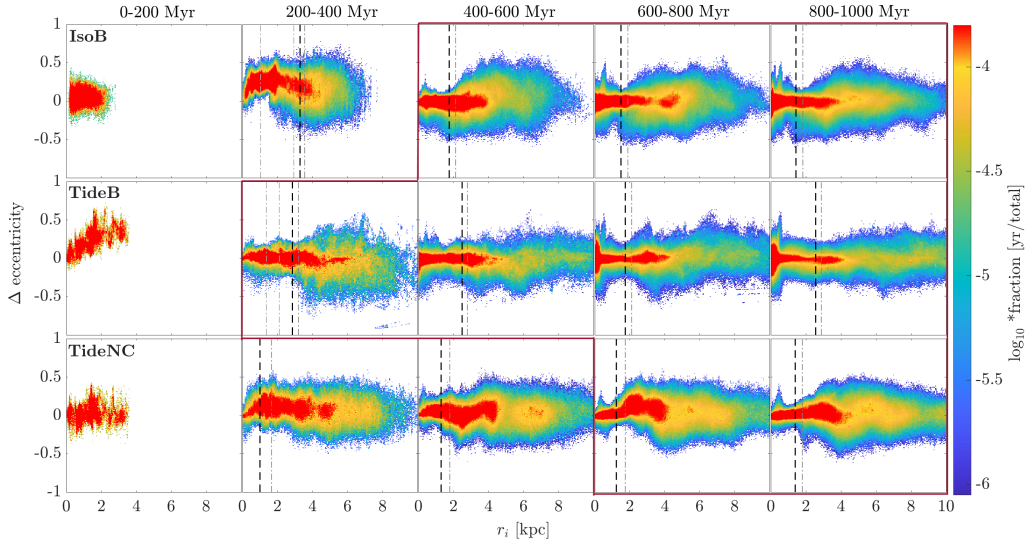 0-200 Myr 200-400 Myr 400-600 Myr 600-800 Myr 800-1000 Myr
IsoB
1
0.5
0
-0.5
TideB
1
0.5
0
-0.5
TideNC
1
0.5
0
-0.5
-1
Δ eccentricity
0 2 4 6 8 0 2 4 6 8 0 2 4 6 8 0 2 4 6 8 0 2 4 6 8 10
r_i [kpc]
-4
-4.5
-5
-5.5
-6
log₁₀ *fraction [yr/total]